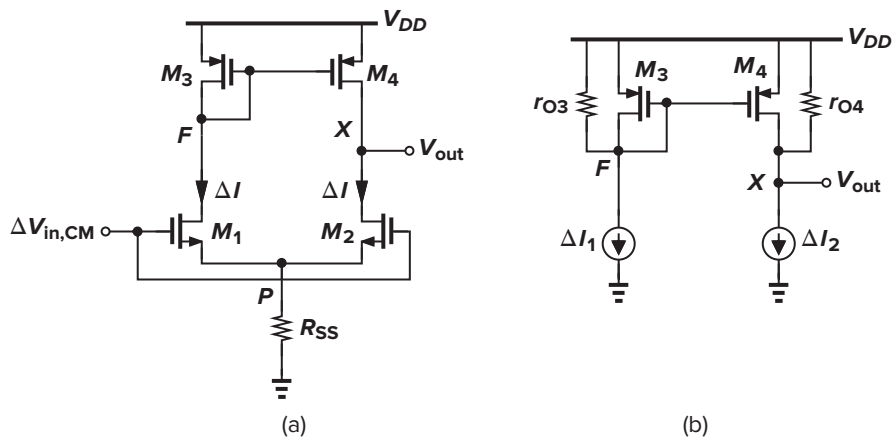 V_DD
M_3
M_4
F
X
V_out
ΔI
ΔI
ΔV_in,CM
M_1
M_2
P
R_SS
(a)
V_DD
r_O3
M_3
M_4
r_O4
F
X
V_out
ΔI_1
ΔI_2
(b)